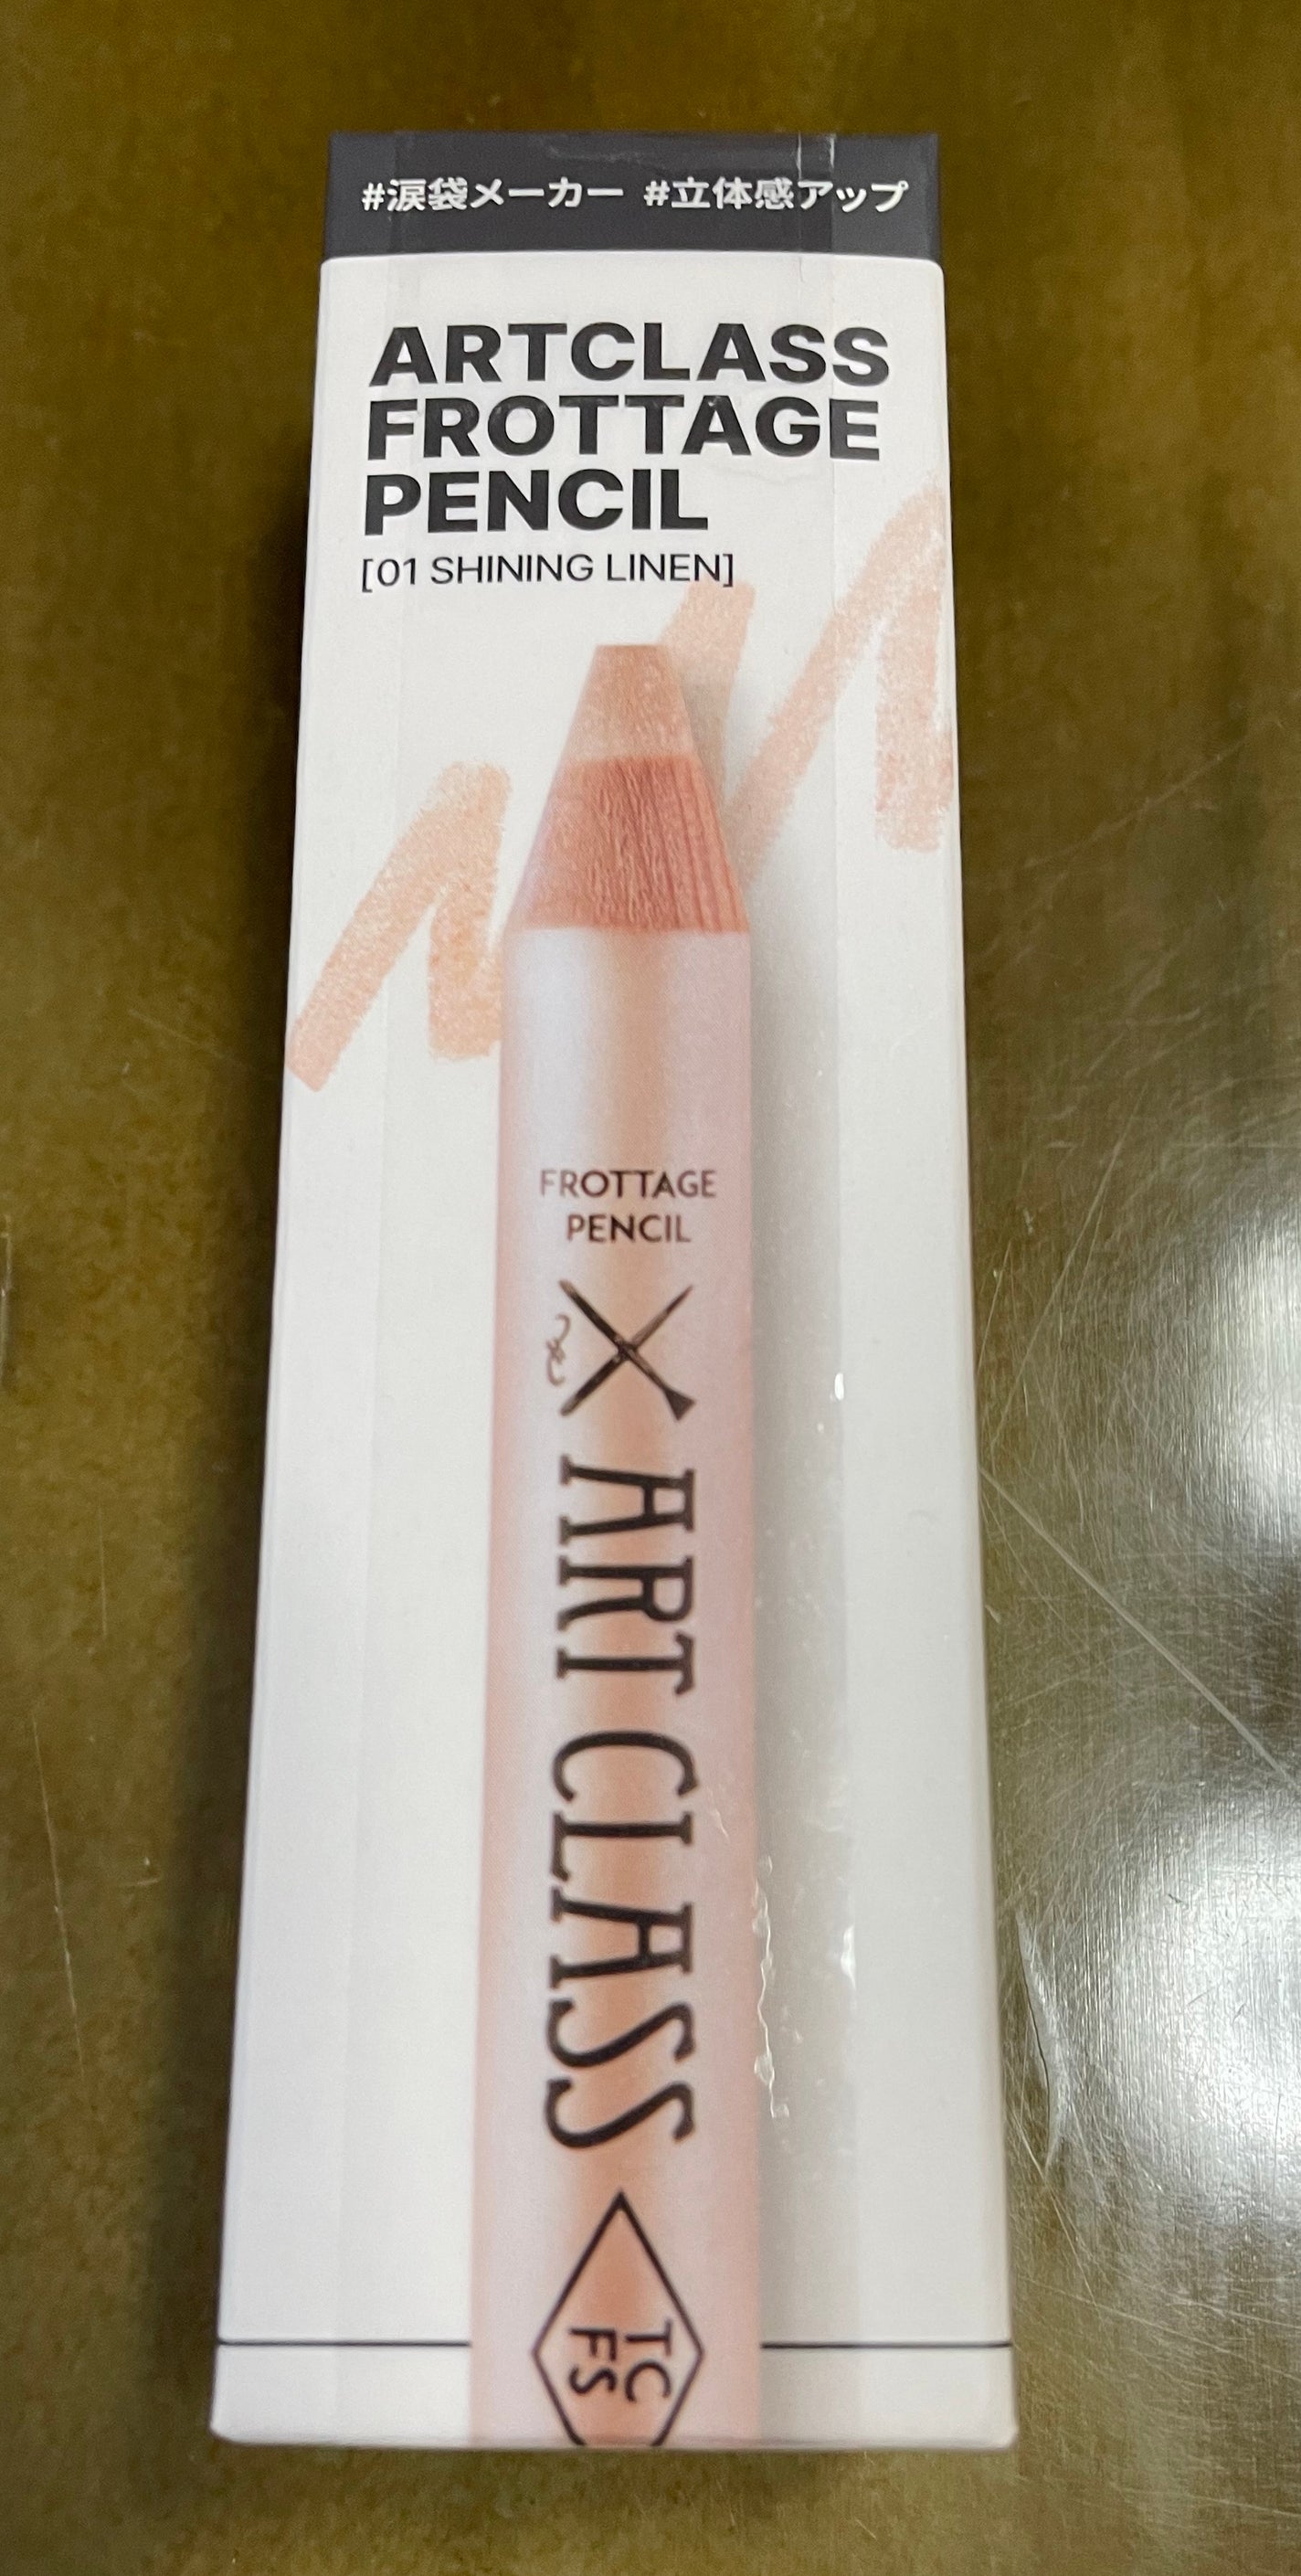 #涙袋メーカー #立体感アップ
ARTCLASS
FROTTAGE
PENCIL
[01 SHINING LINEN]
FROTTAGE
PENCIL
ART CLASS
TC
FS